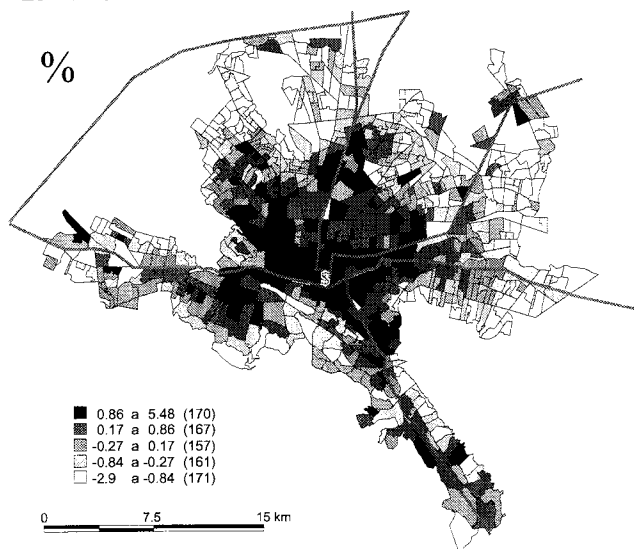 %
S
0.86 a 5.48 (170)
0.17 a 0.86 (167)
-0.27 a 0.17 (157)
-0.84 a -0.27 (161)
-2.9 a -0.84 (171)
0 7.5 15 km